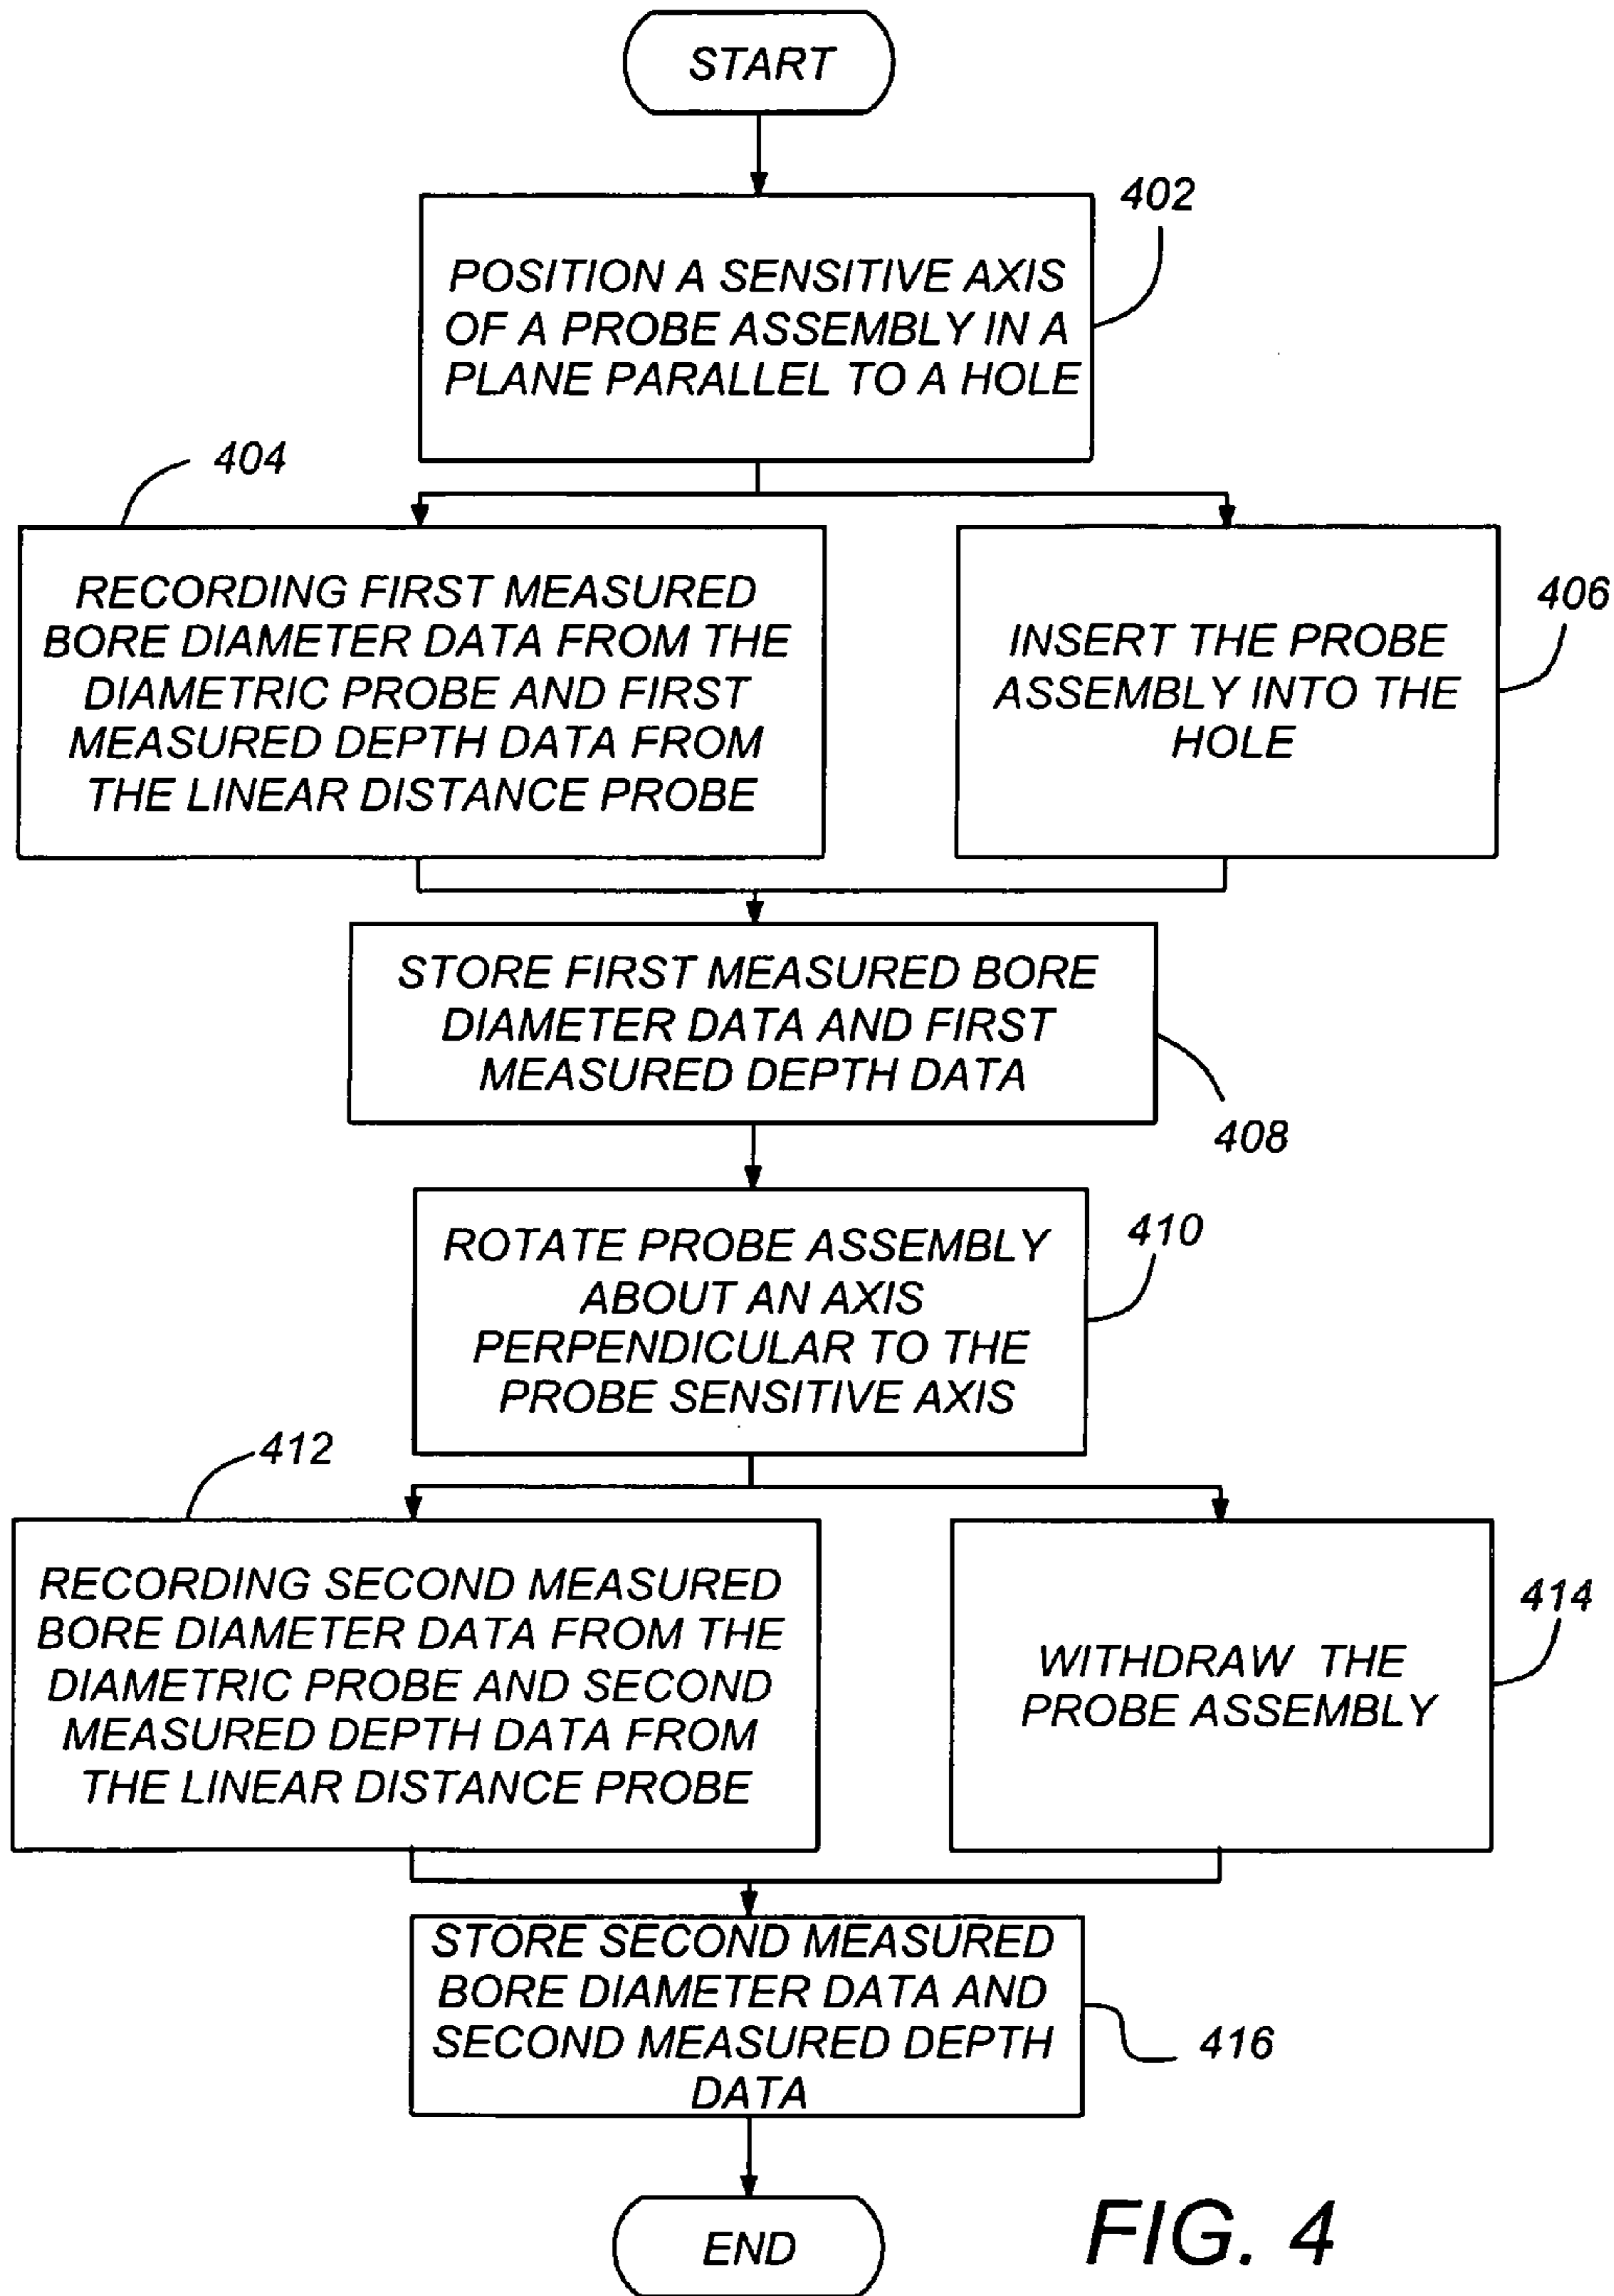 START
402
POSITION A SENSITIVE AXIS
OF A PROBE ASSEMBLY IN A
PLANE PARALLEL TO A HOLE
404
RECORDING FIRST MEASURED
BORE DIAMETER DATA FROM THE
DIAMETRIC PROBE AND FIRST
MEASURED DEPTH DATA FROM
THE LINEAR DISTANCE PROBE
406
INSERT THE PROBE
ASSEMBLY INTO THE
HOLE
STORE FIRST MEASURED BORE
DIAMETER DATA AND FIRST
MEASURED DEPTH DATA
408
410
ROTATE PROBE ASSEMBLY
ABOUT AN AXIS
PERPENDICULAR TO THE
PROBE SENSITIVE AXIS
412
RECORDING SECOND MEASURED
BORE DIAMETER DATA FROM THE
DIAMETRIC PROBE AND SECOND
MEASURED DEPTH DATA FROM
THE LINEAR DISTANCE PROBE
414
WITHDRAW THE
PROBE ASSEMBLY
STORE SECOND MEASURED
BORE DIAMETER DATA AND
SECOND MEASURED DEPTH
DATA
416
END
FIG. 4